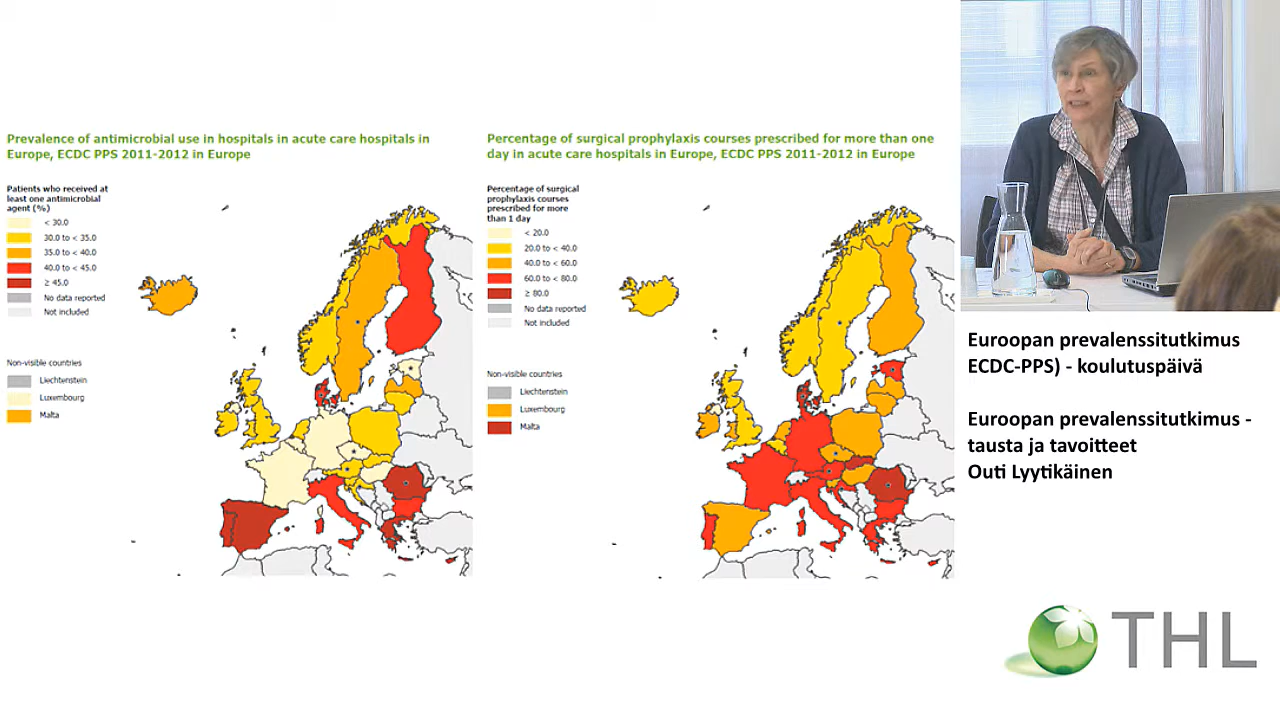 Prevalence of antimicrobial use in hospitals in acute care hospitals in
Europe, ECDC PPS 2011-2012 in Europe
Patients who received at
least one antimicrobial
agent (%)
< 30.0
30.0 to < 35.0
35.0 to < 40.0
40.0 to < 45.0
≥ 45.0
No data reported
Not included
Non-visible countries
Liechtenstein
Luxembourg
Malta
Percentage of surgical prophylaxis courses prescribed for more than one
day in acute care hospitals in Europe, ECDC PPS 2011-2012 in Europe
Percentage of surgical
prophylaxis courses
prescribed for more
than 1 day
< 20.0
20.0 to < 40.0
40.0 to < 60.0
60.0 to < 80.0
≥ 80.0
No data reported
Not included
Non-visible countries
Liechtenstein
Luxembourg
Malta
Euroopan prevalenssitutkimus
ECDC-PPS) - koulutuspäivä
Euroopan prevalenssitutkimus -
tausta ja tavoitteet
Outi Lyytikäinen
THL